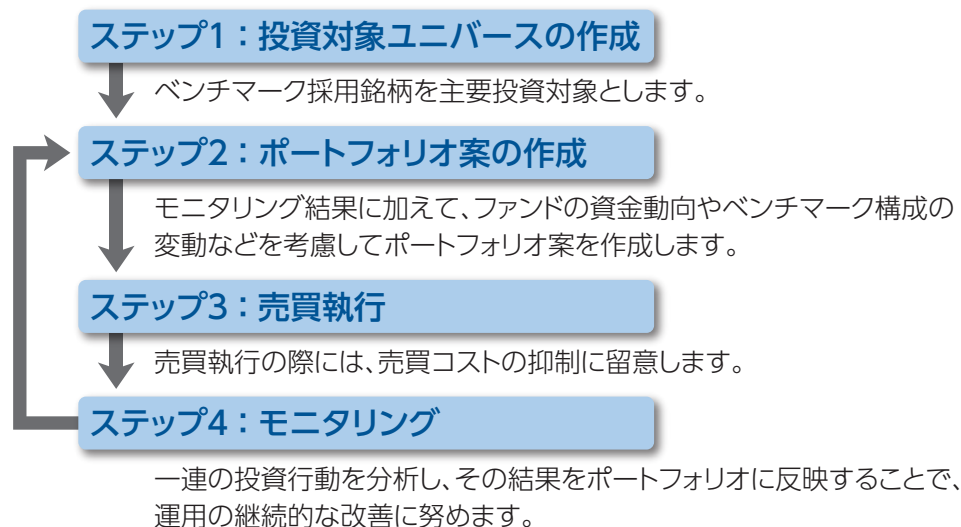 ステップ1：投資対象ユニバースの作成
ベンチマーク採用銘柄を主要投資対象とします。
ステップ2：ポートフォリオ案の作成
モニタリング結果に加えて、ファンドの資金動向やベンチマーク構成の
変動などを考慮してポートフォリオ案を作成します。
ステップ3：売買執行
売買執行の際には、売買コストの抑制に留意します。
ステップ4：モニタリング
一連の投資行動を分析し、その結果をポートフォリオに反映することで、
運用の継続的な改善に努めます。